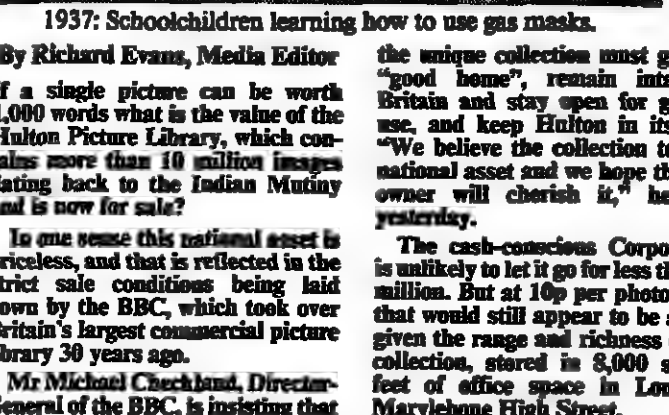 1937: Schoolchildren learning how to use gas masks.
By Richard Evans, Media Editor
f a single picture can be worth
1,000 words what is the value of the
Hulton Picture Library, which con-
ains more than 10 million images
ating back to the Indian Mutiny
nd is now for sale?
In one sense this national asset is
riceless, and that is reflected in the
trict sale conditions being laid
own by the BBC, which took over
ritain's largest commercial picture
brary 30 years ago.
Mr Michael Checkland, Director-
General of the BBC, is insisting that
the unique collection must g
"good home", remain int
Britain and stay open for p
use, and keep Hulton in its
"We believe the collection t
national asset and we hope th
owner will cherish it," he
yesterday.
The cash-conscious Corpo
is unlikely to let it go for less th
million. But at 10p per photo
that would still appear to be
given the range and richness
collection, stored in 8,000 s
feet of office space in Lo
Marylebone High Street.